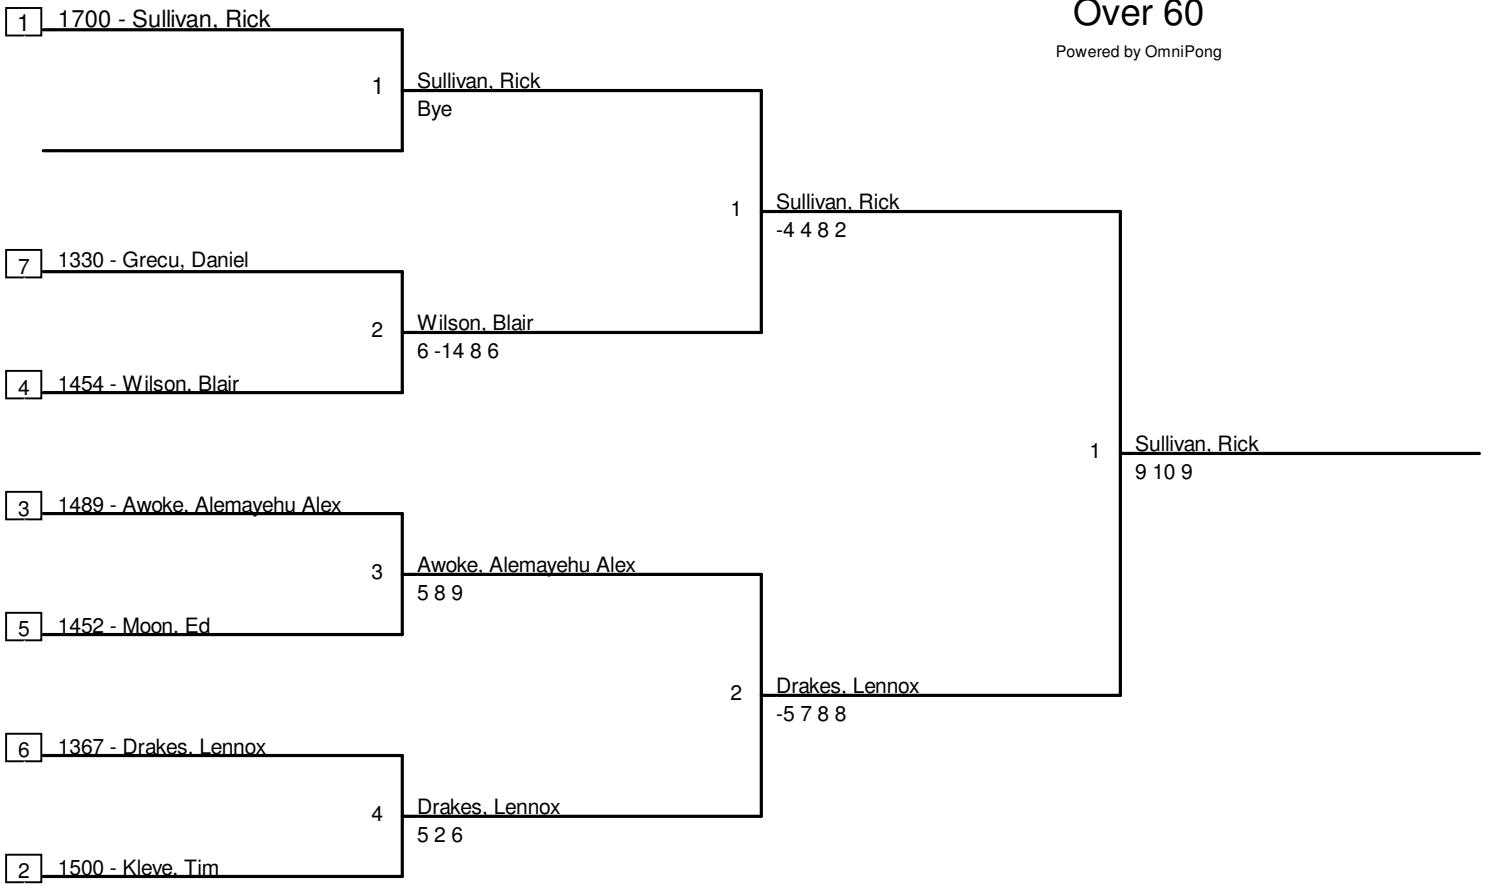 Over 60
Powered by OmniPong
1 1700 - Sullivan, Rick
1 Sullivan, Rick
Bye
1 Sullivan, Rick
-4 4 8 2
7 1330 - Grecu, Daniel
2 Wilson, Blair
6 -14 8 6
4 1454 - Wilson, Blair
1 Sullivan, Rick
9 10 9
3 1489 - Awoke, Alemayehu Alex
3 Awoke, Alemayehu Alex
5 8 9
5 1452 - Moon, Ed
2 Drakes, Lennox
-5 7 8 8
6 1367 - Drakes, Lennox
4 Drakes, Lennox
5 2 6
2 1500 - Kleve, Tim